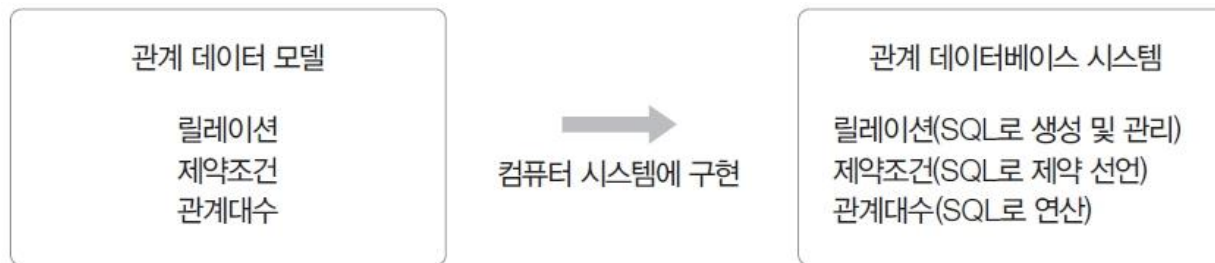 관계 데이터 모델
릴레이션
제약조건
관계대수
컴퓨터 시스템에 구현
관계 데이터베이스 시스템
릴레이션(SQL로 생성 및 관리)
제약조건(SQL로 제약 선언)
관계대수(SQL로 연산)